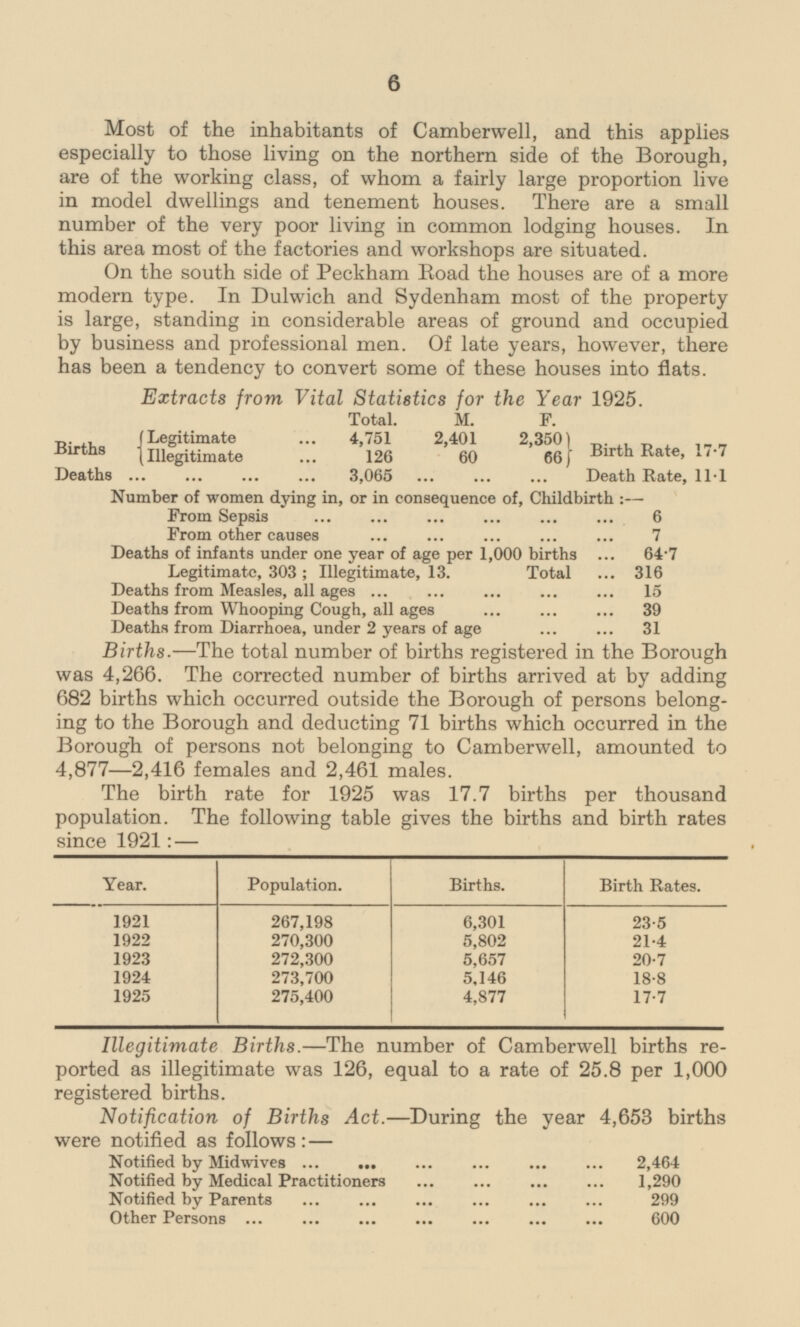 6
Most of the inhabitants of Camberwell, and this applies
especially to those living on the northern side of the Borough,
are of the working class, of whom a fairly large proportion live
in model dwellings and tenement houses. There are a small
number of the very poor living in common lodging houses. In
this area most of the factories and workshops are situated.
On the south side of Peckham Road the houses are of a more
modern type. In Dulwich and Sydenham most of the property
is large, standing in considerable areas of ground and occupied
by business and professional men. Of late years, however, there
has been a tendency to convert some of these houses into flats.
Extracts from Vital Statistics for the Year 1925.
Total. M. F.
Births { Legitimate ... 4,751 2,401 2,350 } Birth Rate, 17·7
{ Illegitimate ... 126 60 66 }
Deaths ... ... ... ... 3,065 ... ... ... Death Rate, 11·1
Number of women dying in, or in consequence of, Childbirth :—
From Sepsis ... ... ... ... ... ... 6
From other causes ... ... ... ... ... 7
Deaths of infants under one year of age per 1,000 births ... 64·7
Legitimate, 303 ; Illegitimate, 13. Total ... 316
Deaths from Measles, all ages ... ... ... ... ... 15
Deaths from Whooping Cough, all ages ... ... ... 39
Deaths from Diarrhoea, under 2 years of age ... ... 31
Births.—The total number of births registered in the Borough
was 4,266. The corrected number of births arrived at by adding
682 births which occurred outside the Borough of persons belong-
ing to the Borough and deducting 71 births which occurred in the
Borough of persons not belonging to Camberwell, amounted to
4,877—2,416 females and 2,461 males.
The birth rate for 1925 was 17.7 births per thousand
population. The following table gives the births and birth rates
since 1921 :—
Year. Population. Births. Birth Rates.
1921 267,198 6,301 23·5
1922 270,300 5,802 21·4
1923 272,300 5,657 20·7
1924 273,700 5,146 18·8
1925 275,400 4,877 17·7
Illegitimate Births.—The number of Camberwell births re-
ported as illegitimate was 126, equal to a rate of 25.8 per 1,000
registered births.
Notification of Births Act.—During the year 4,653 births
were notified as follows :—
Notified by Midwives ... ... ... ... ... ... 2,464
Notified by Medical Practitioners ... ... ... ... 1,290
Notified by Parents ... ... ... ... ... ... 299
Other Persons ... ... ... ... ... ... ... 600